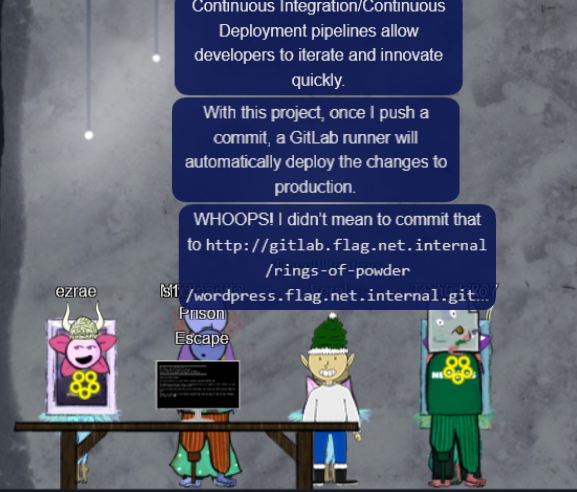 Continuous Integration/Continuous
Deployment pipelines allow
developers to iterate and innovate
quickly.
With this project, once I push a
commit, a GitLab runner will
automatically deploy the changes to
production.
WHOOPS! I didn't mean to commit that
to http://gitlab.flag.net.internal
/rings-of-powder
/wordpress.flag.net.internal.git...
ezrae
Prison
Escape